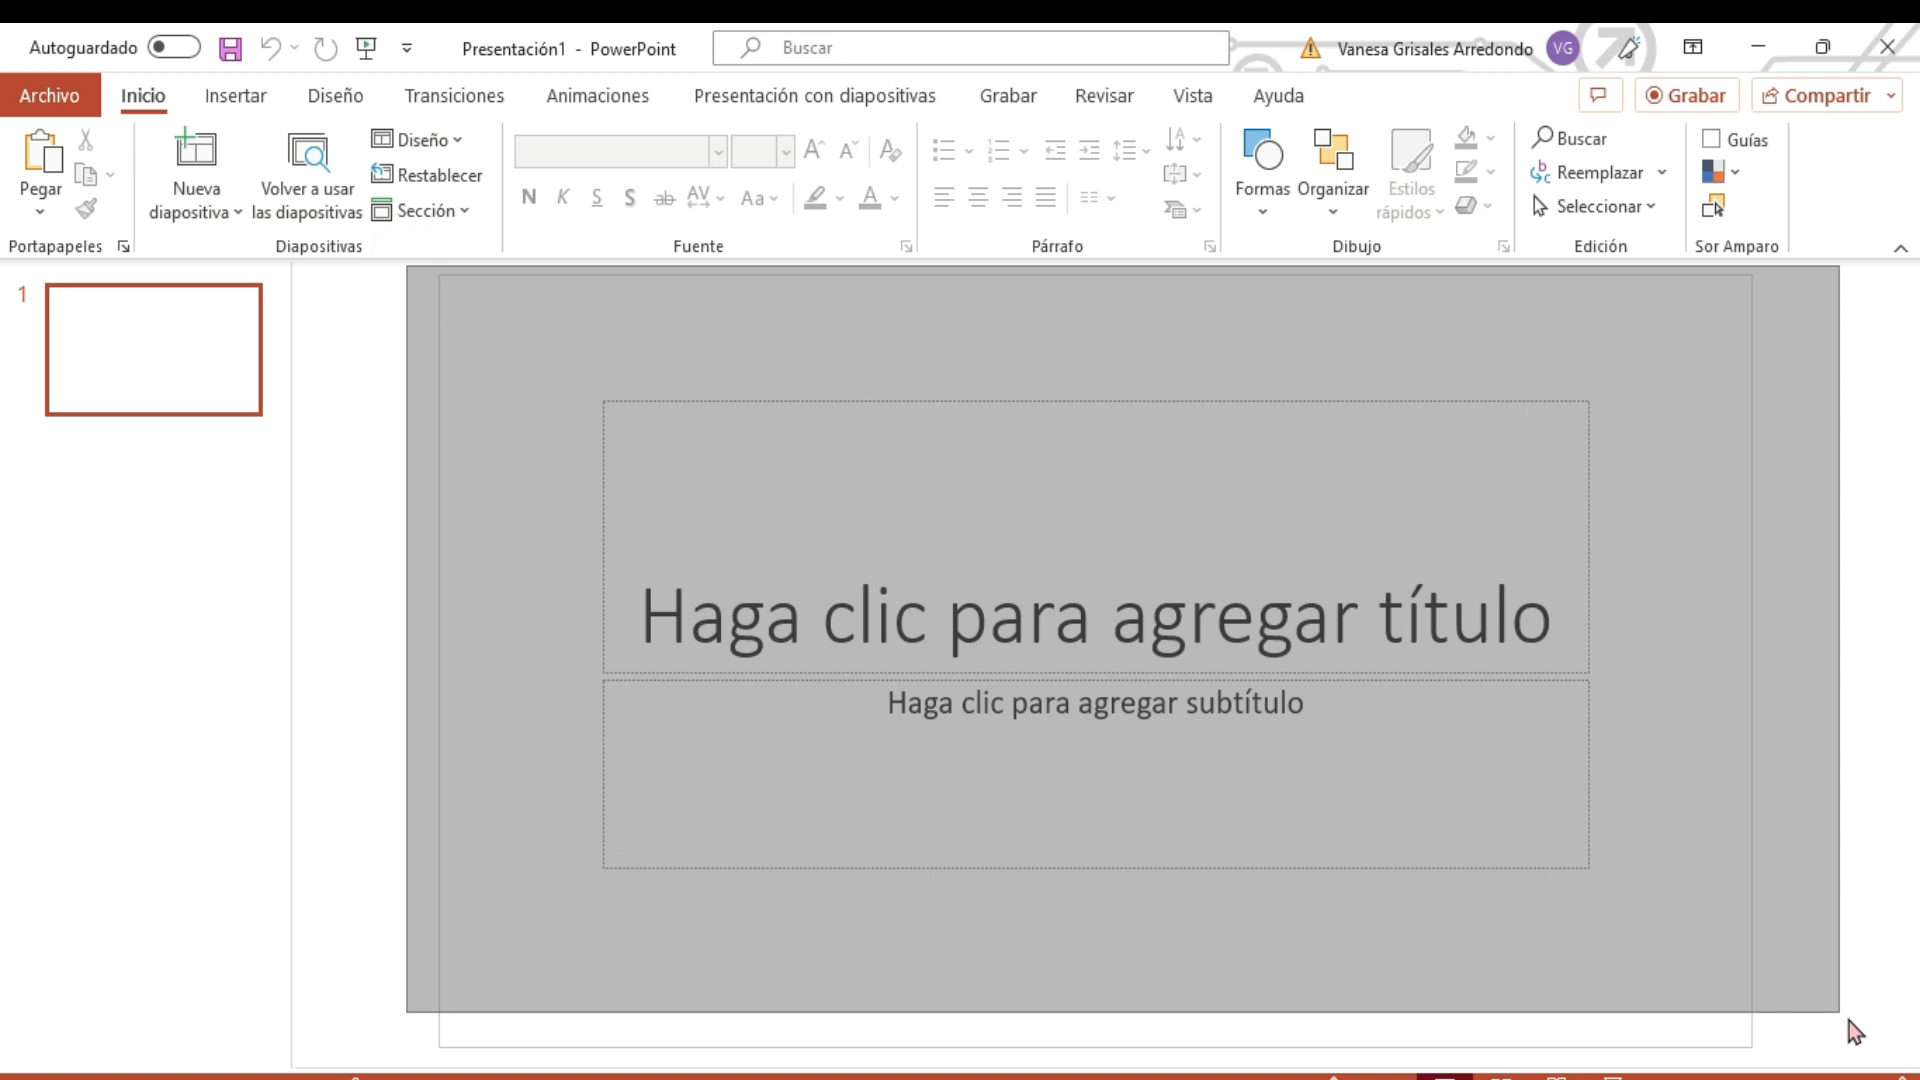 Autoguardado
Presentación1 - PowerPoint
Buscar
Vanesa Grisales Arredondo VG
Archivo Inicio Insertar Diseño Transiciones Animaciones Presentación con diapositivas Grabar Revisar Vista Ayuda Grabar Compartir
Pegar
Nueva diapositiva
Volver a usar las diapositivas
Diseño
Restablecer
Sección
N K S S ab AV Aa A
Formas
Organizar
Estilos rápidos
Buscar
Reemplazar
Seleccionar
Guías
Portapapeles Diapositivas Fuente Párrafo Dibujo Edición Sor Amparo
1
Haga clic para agregar título
Haga clic para agregar subtítulo